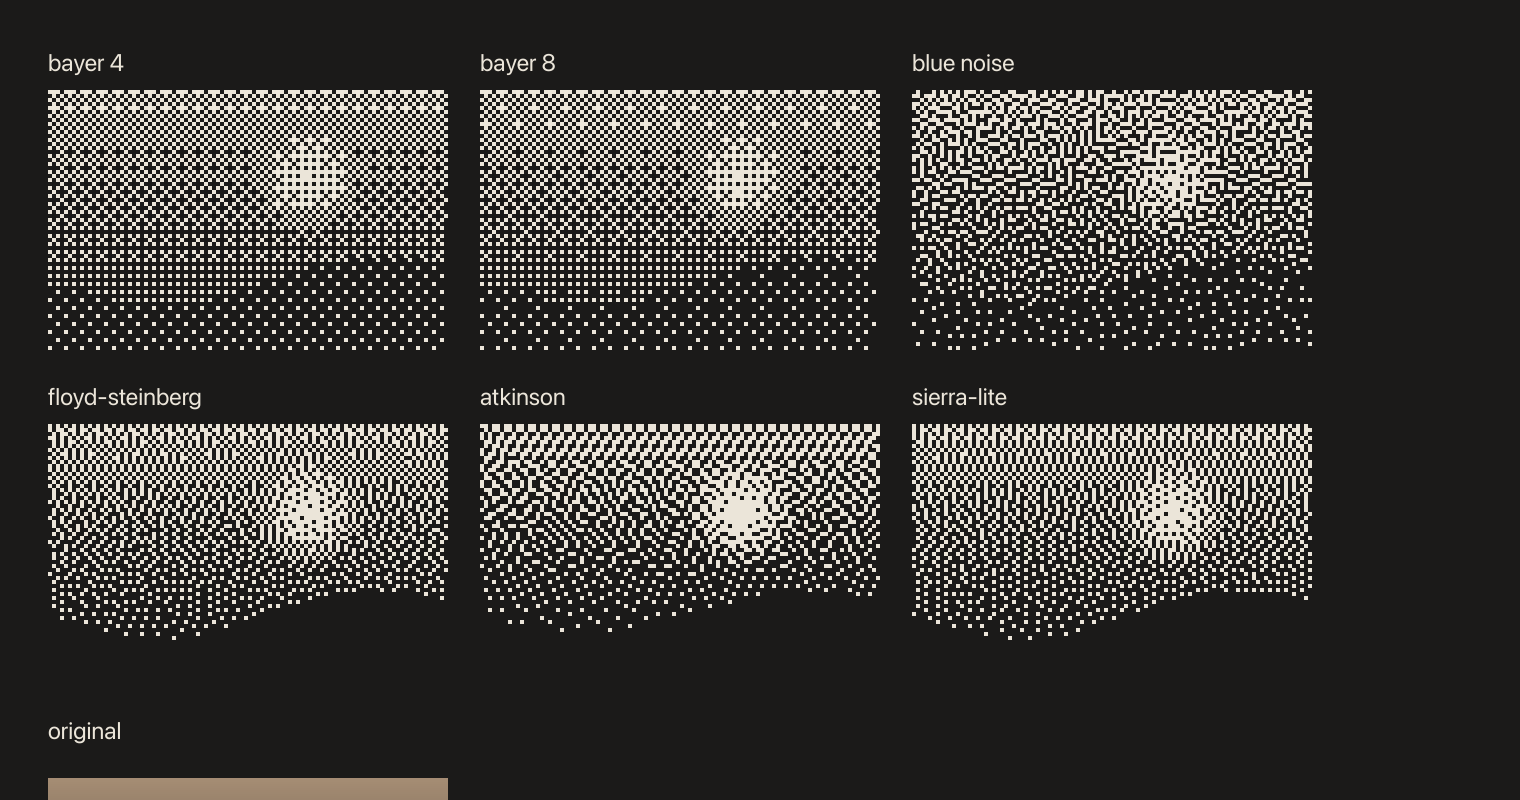 bayer 4
bayer 8
blue noise
floyd-steinberg
atkinson
sierra-lite
original